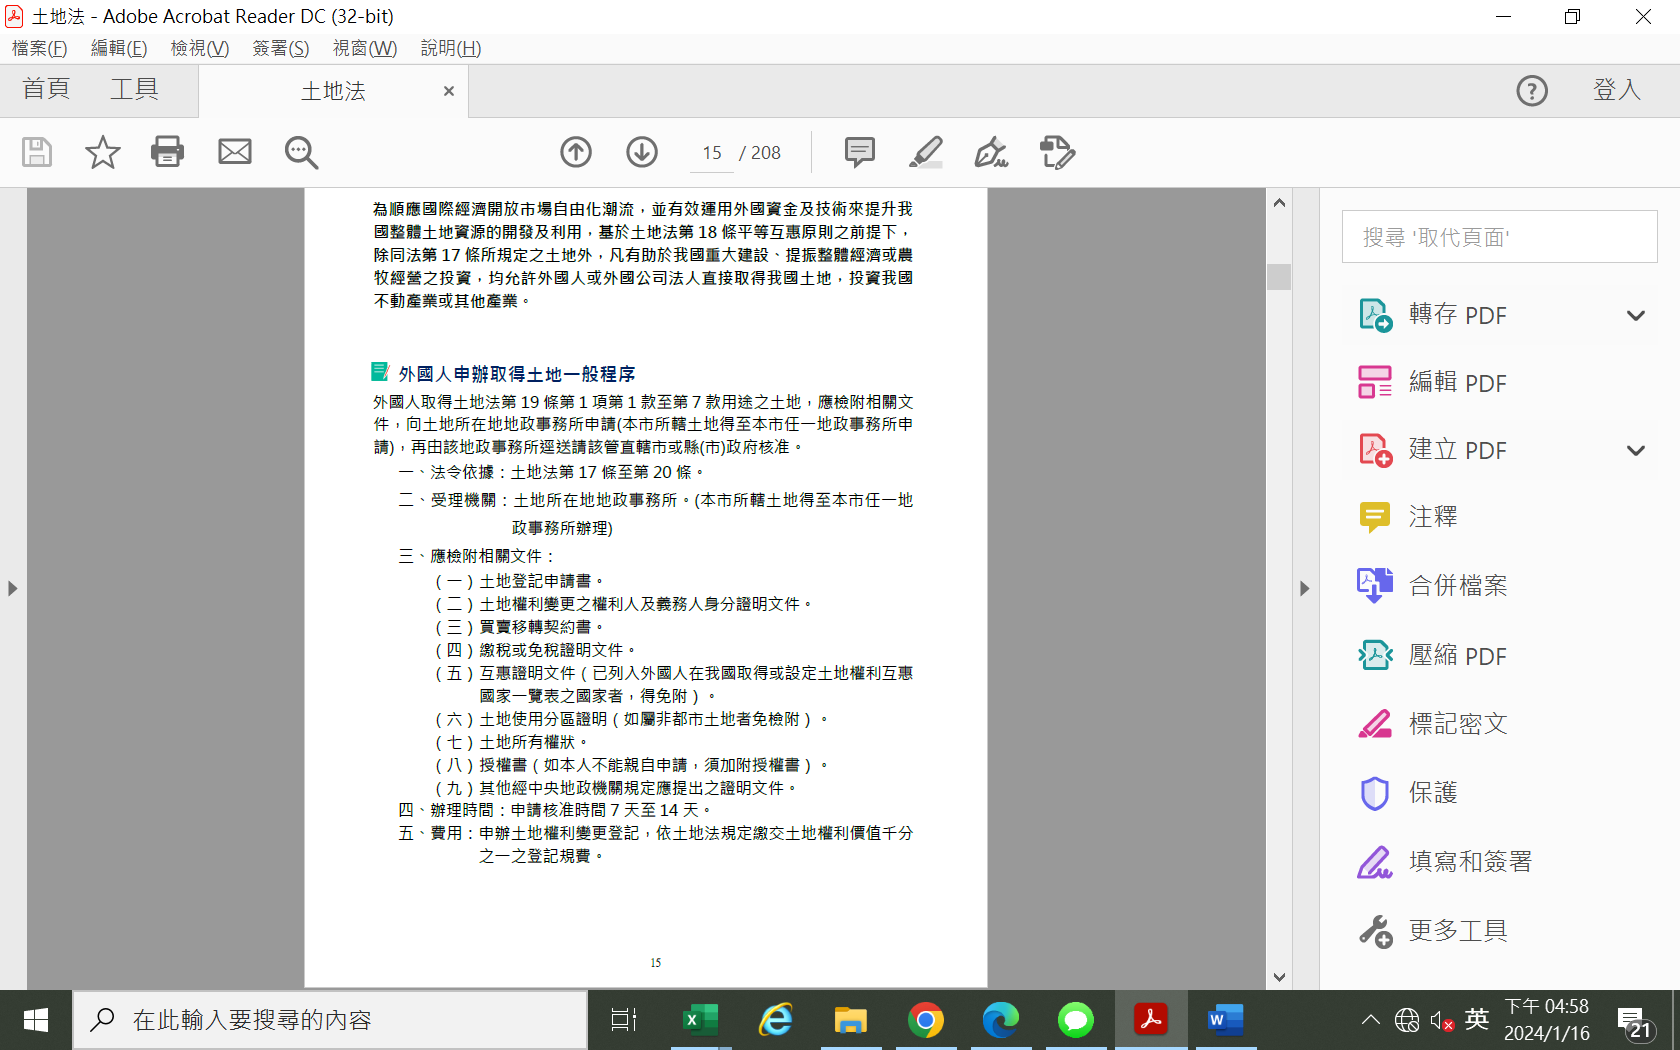 土地法 - Adobe Acrobat Reader DC (32-bit)
檔案(F) 編輯(E) 檢視(V) 簽署(S) 視窗(W) 說明(H)
首頁 工具 土地法 × ? 登入
15 / 208
為順應國際經濟開放市場自由化潮流，並有效運用外國資金及技術來提升我
國整體土地資源的開發及利用，基於土地法第 18 條平等互惠原則之前提下，
除同法第 17 條所規定之土地外，凡有助於我國重大建設、提振整體經濟或農
牧經營之投資，均允許外國人或外國公司法人直接取得我國土地，投資我國
不動產業或其他產業。
外國人申辦取得土地一般程序
外國人取得土地法第 19 條第 1 項第 1 款至第 7 款用途之土地，應檢附相關文
件，向土地所在地地政事務所申請(本市所轄土地得至本市任一地政事務所申
請)，再由該地政事務所逕送請該管直轄市或縣(市)政府核准。
一、法令依據：土地法第 17 條至第 20 條。
二、受理機關：土地所在地地政事務所。(本市所轄土地得至本市任一地
政事務所辦理)
三、應檢附相關文件：
（一）土地登記申請書。
（二）土地權利變更之權利人及義務人身分證明文件。
（三）買賣移轉契約書。
（四）繳稅或免稅證明文件。
（五）互惠證明文件（已列入外國人在我國取得或設定土地權利互惠
國家一覽表之國家者，得免附）。
（六）土地使用分區證明（如屬非都市土地者免檢附）。
（七）土地所有權狀。
（八）授權書（如本人不能親自申請，須加附授權書）。
（九）其他經中央地政機關規定應提出之證明文件。
四、辦理時間：申請核准時間 7 天至 14 天。
五、費用：申辦土地權利變更登記，依土地法規定繳交土地權利價值千分
之一之登記規費。
15
搜尋 '取代頁面'
轉存 PDF
編輯 PDF
建立 PDF
注釋
合併檔案
壓縮 PDF
標記密文
保護
填寫和簽署
更多工具
在此輸入要搜尋的內容
英
下午 04:58
2024/1/16
21